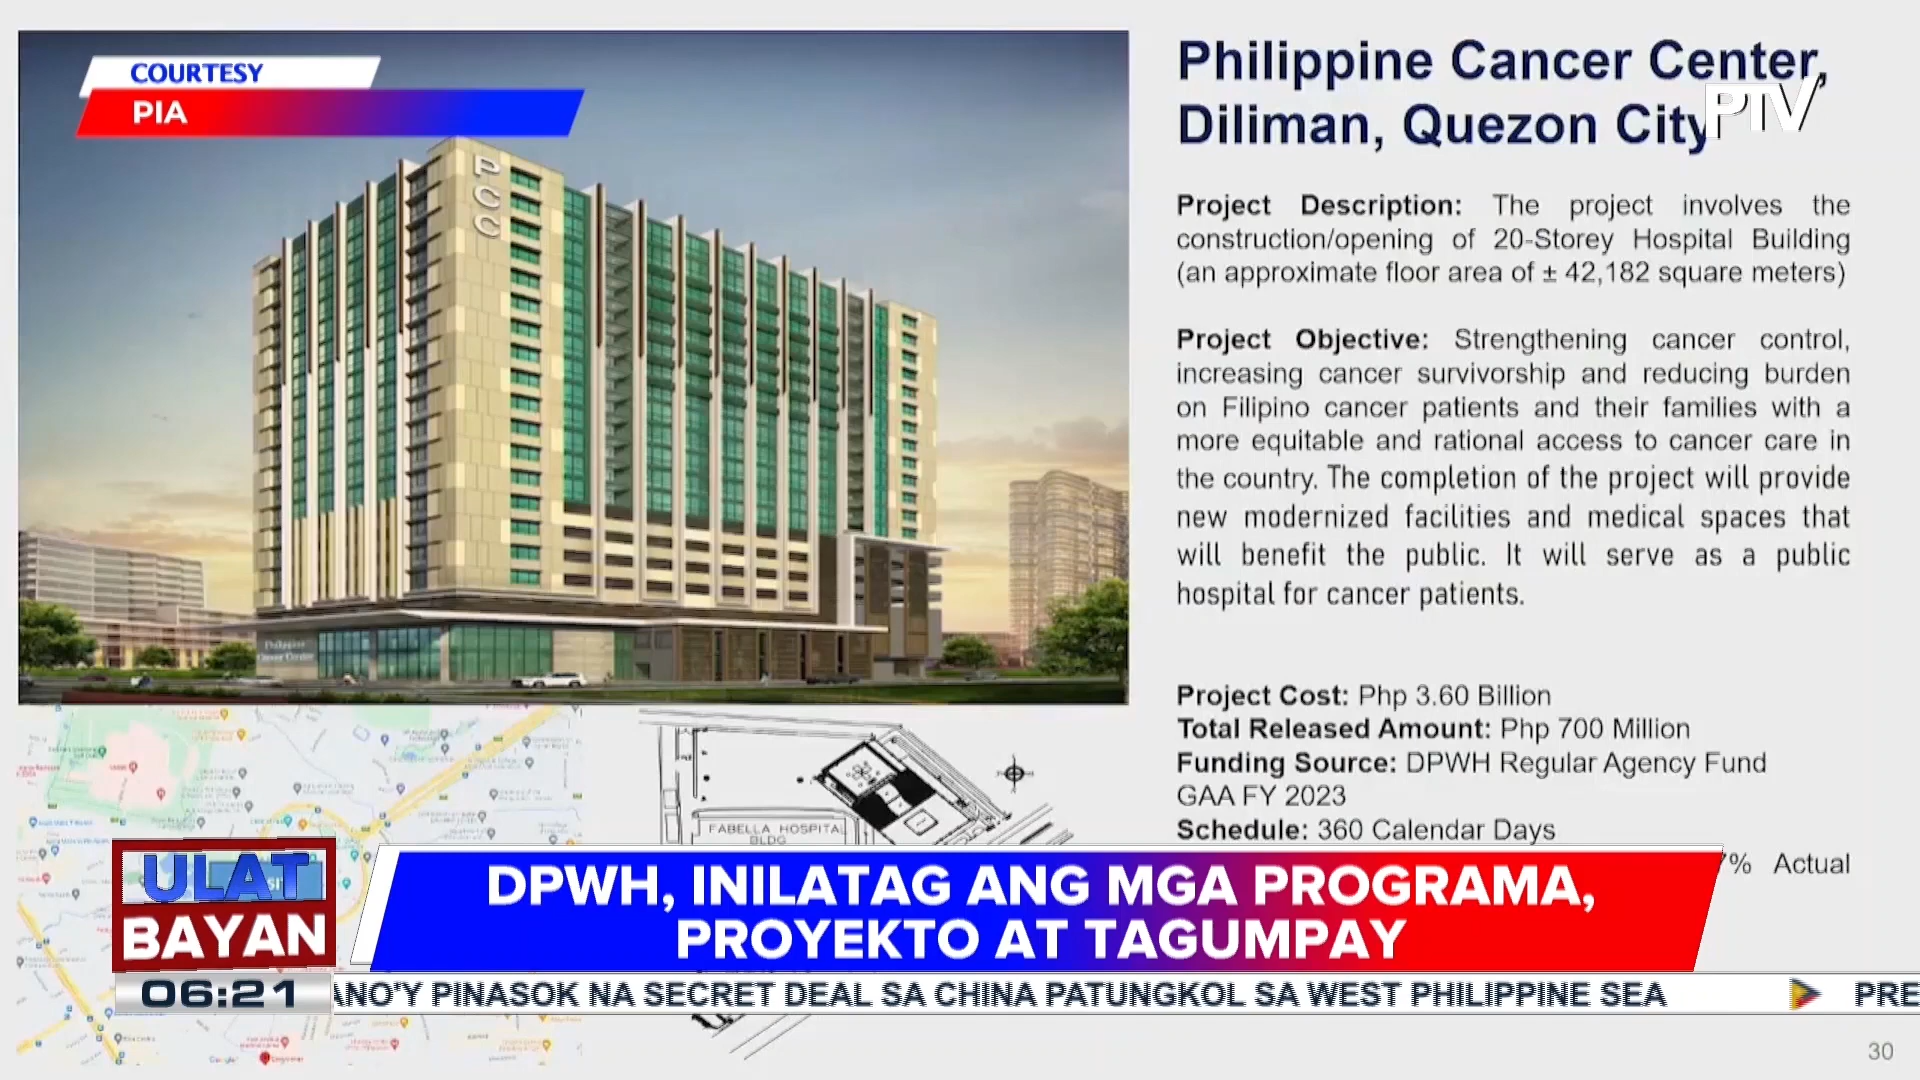 COURTESY
PIA
PCC
Philippine
Cancer Center
Philippine Cancer Center,
Diliman, Quezon City
PTV
Project Description: The project involves the
construction/opening of 20-Storey Hospital Building
(an approximate floor area of ± 42,182 square meters)
Project Objective: Strengthening cancer control,
increasing cancer survivorship and reducing burden
on Filipino cancer patients and their families with a
more equitable and rational access to cancer care in
the country. The completion of the project will provide
new modernized facilities and medical spaces that
will benefit the public. It will serve as a public
hospital for cancer patients.
Project Cost: Php 3.60 Billion
Total Released Amount: Php 700 Million
Funding Source: DPWH Regular Agency Fund
GAA FY 2023
Schedule: 360 Calendar Days
7% Actual
FABELLA HOSPITAL
BLDG
ULAT
BAYAN
DPWH, INILATAG ANG MGA PROGRAMA,
PROYEKTO AT TAGUMPAY
06:21
ANO'Y PINASOK NA SECRET DEAL SA CHINA PATUNGKOL SA WEST PHILIPPINE SEA
PRE
Google
30